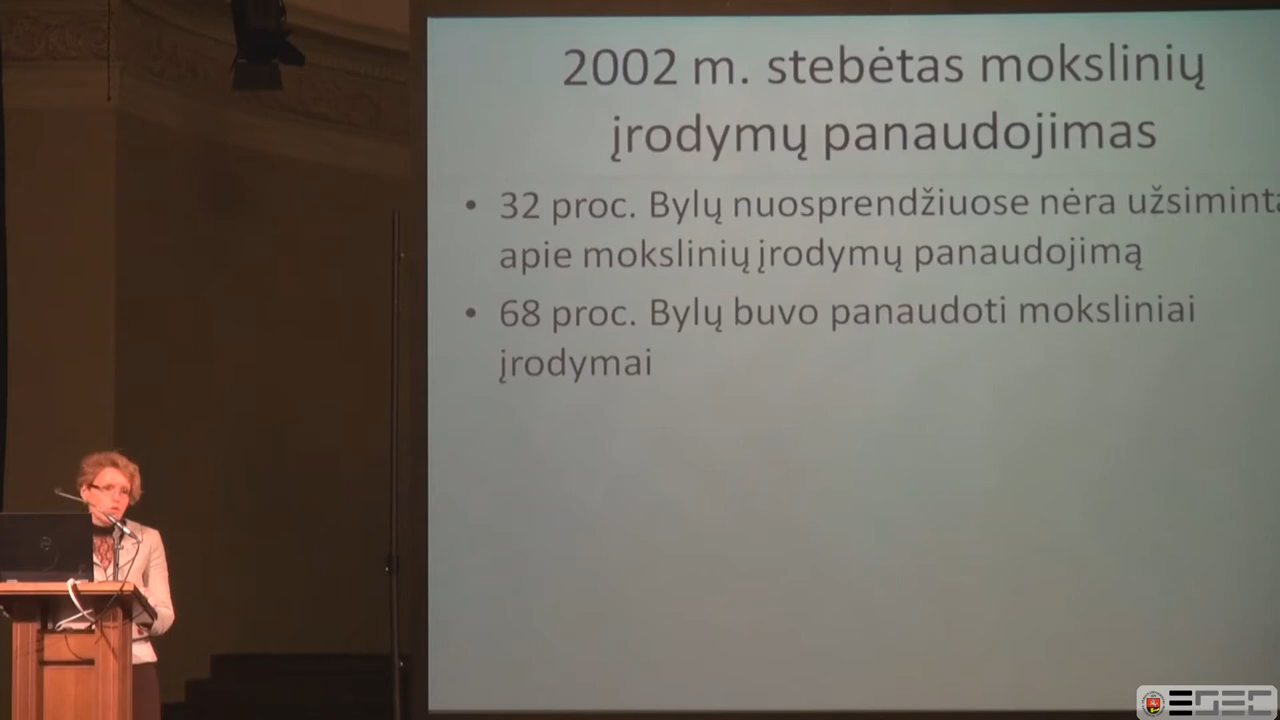 2002 m. stebėtas mokslinių
įrodymų panaudojimas
• 32 proc. Bylų nuosprendžiuose nėra užsiminta
apie mokslinių įrodymų panaudojimą
• 68 proc. Bylų buvo panaudoti moksliniai
įrodymai
EGEC